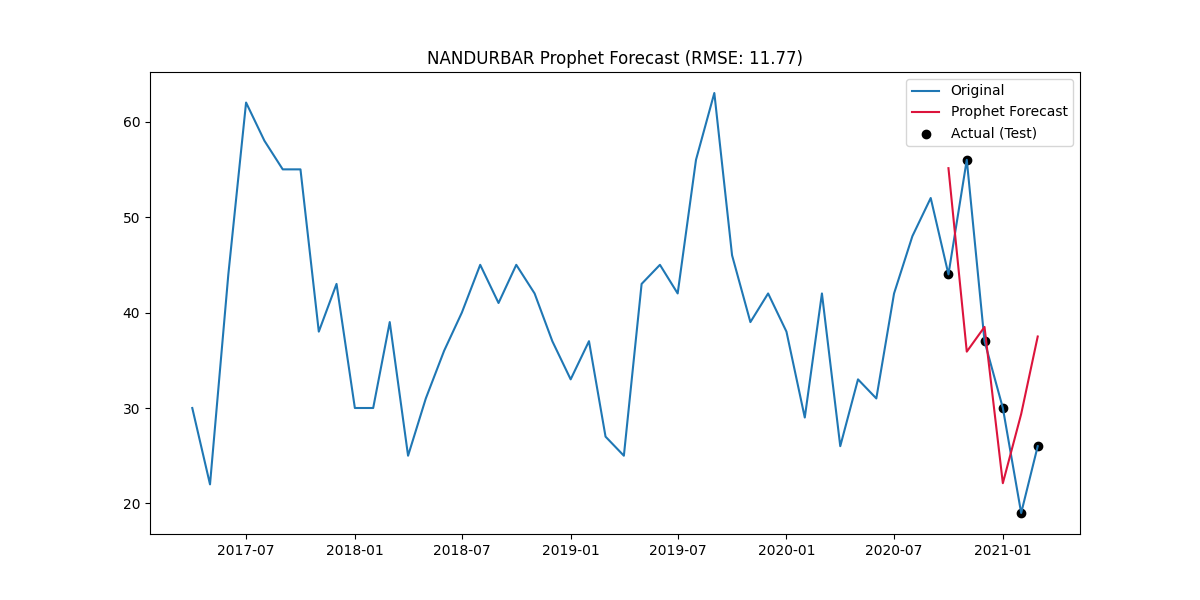 NANDURBAR Prophet Forecast (RMSE: 11.77)
Original
Prophet Forecast
Actual (Test)
60
50
40
30
20
2017-07 2018-01 2018-07 2019-01 2019-07 2020-01 2020-07 2021-01